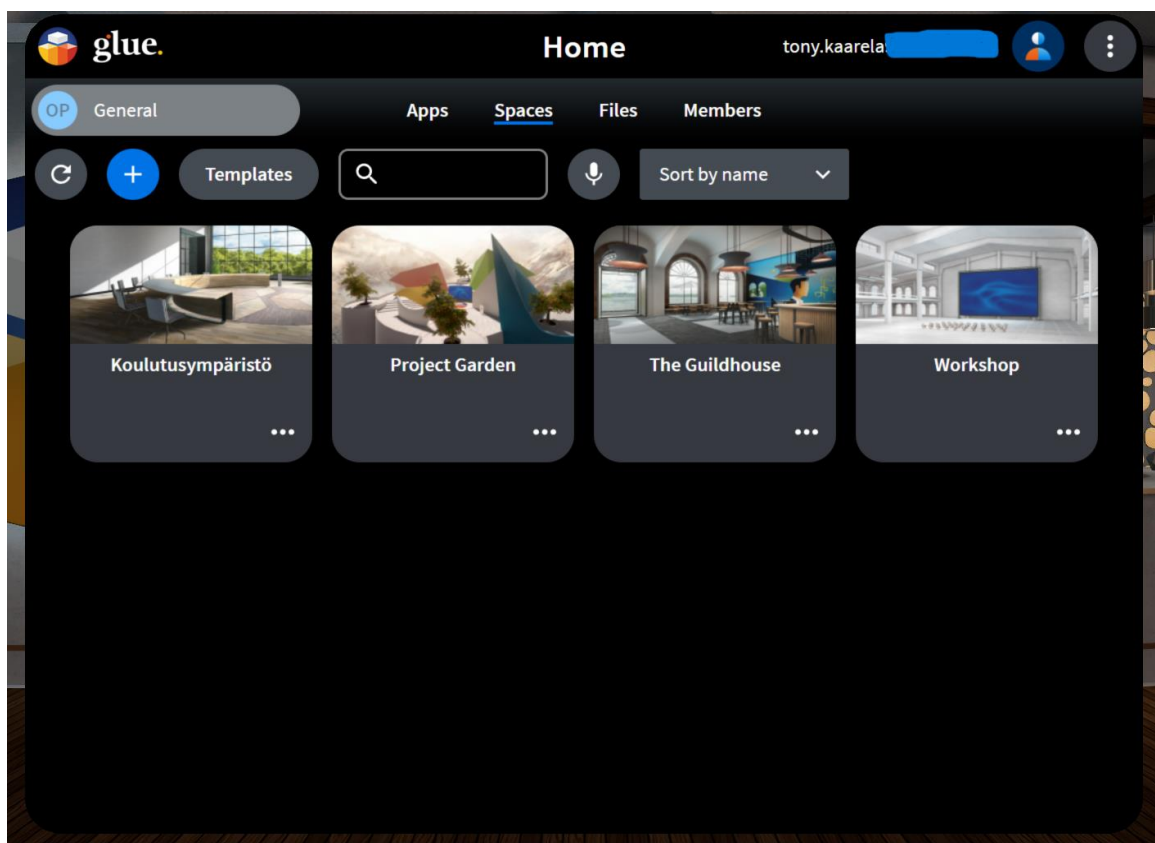 glue.
Home
tony.kaarela
OP General
Apps Spaces Files Members
Templates
Sort by name
Koulutusympäristö
Project Garden
The Guildhouse
Workshop